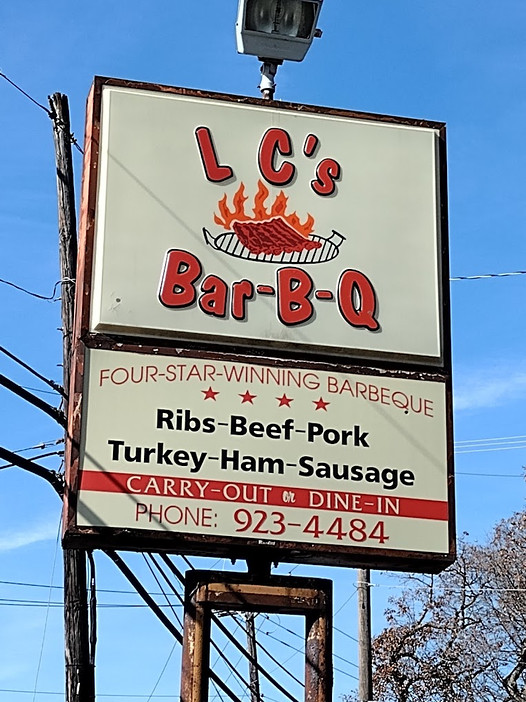 L C's
Bar-B-Q
FOUR-STAR-WINNING BARBEQUE
Ribs-Beef-Pork
Turkey-Ham-Sausage
CARRY-OUT or DINE-IN
PHONE: 923-4484